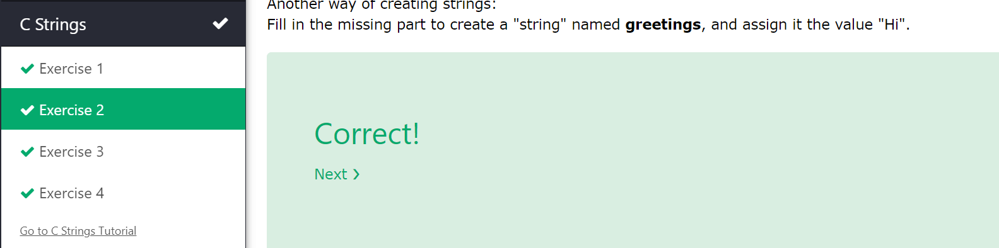 C Strings
Exercise 1
Exercise 2
Exercise 3
Exercise 4
Go to C Strings Tutorial
Another way of creating strings:
Fill in the missing part to create a "string" named greetings, and assign it the value "Hi".
Correct!
Next ❯